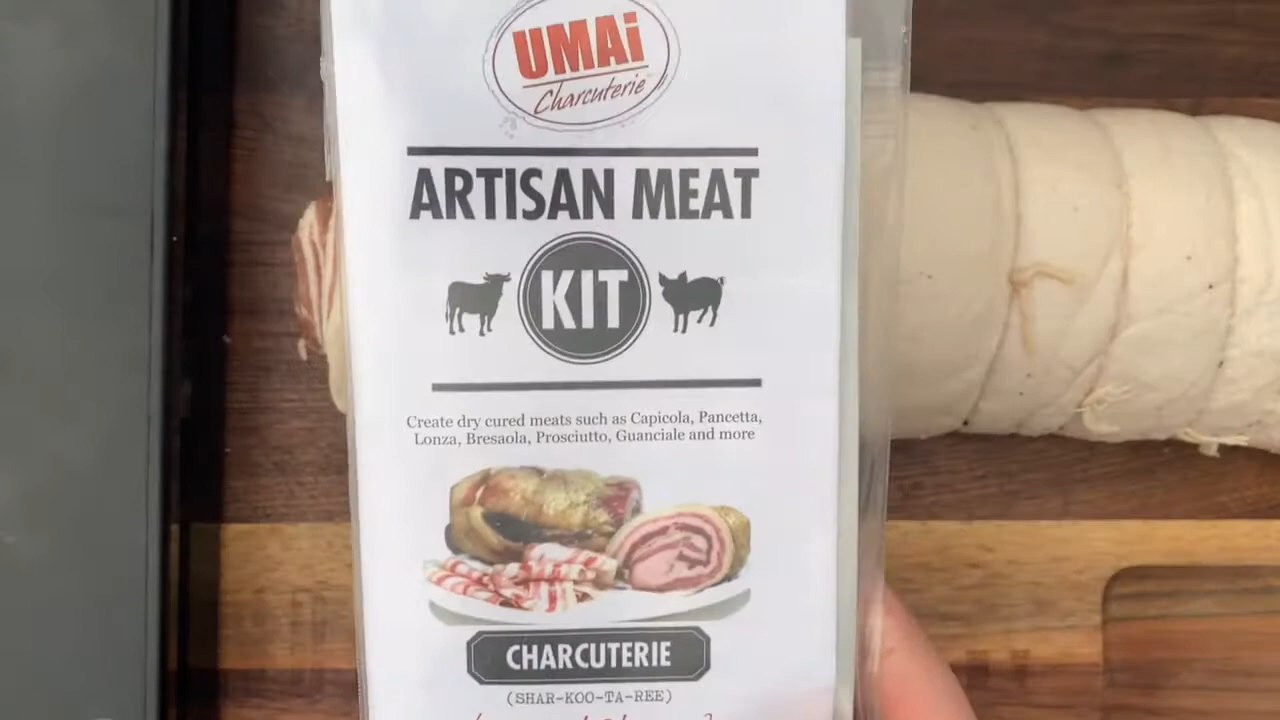 UMAi
Charcuterie
ARTISAN MEAT
KIT
Create dry cured meats such as Capicola, Pancetta,
Lonza, Bresaola, Prosciutto, Guanciale and more
CHARCUTERIE
(SHAR-KOO-TA-REE)